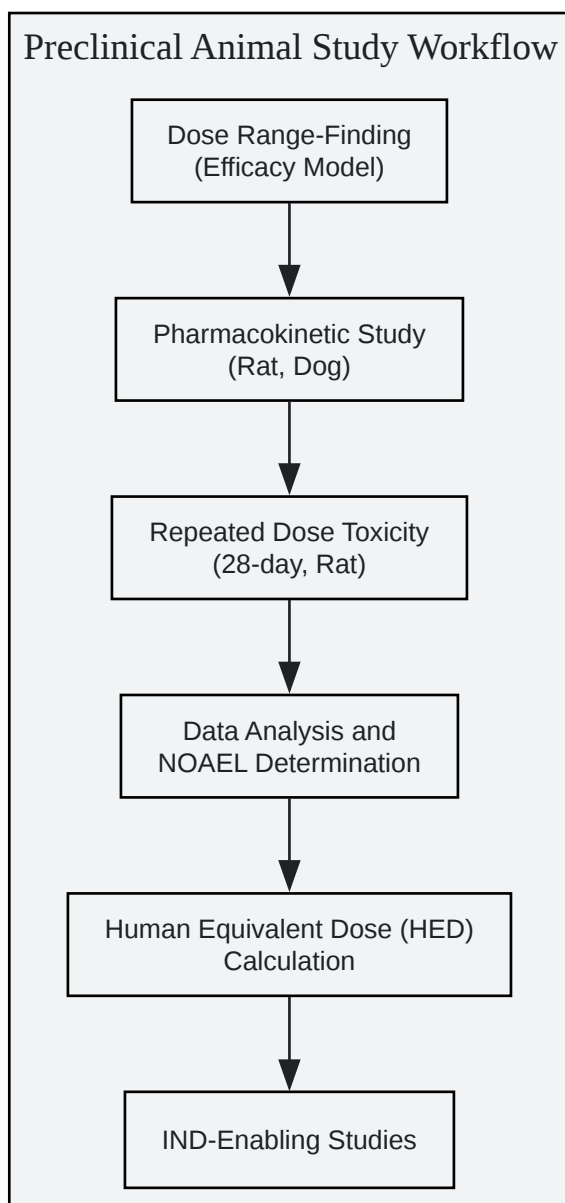 Preclinical Animal Study Workflow
Dose Range-Finding
(Efficacy Model)
Pharmacokinetic Study
(Rat, Dog)
Repeated Dose Toxicity
(28-day, Rat)
Data Analysis and
NOAEL Determination
Human Equivalent Dose (HED)
Calculation
IND-Enabling Studies